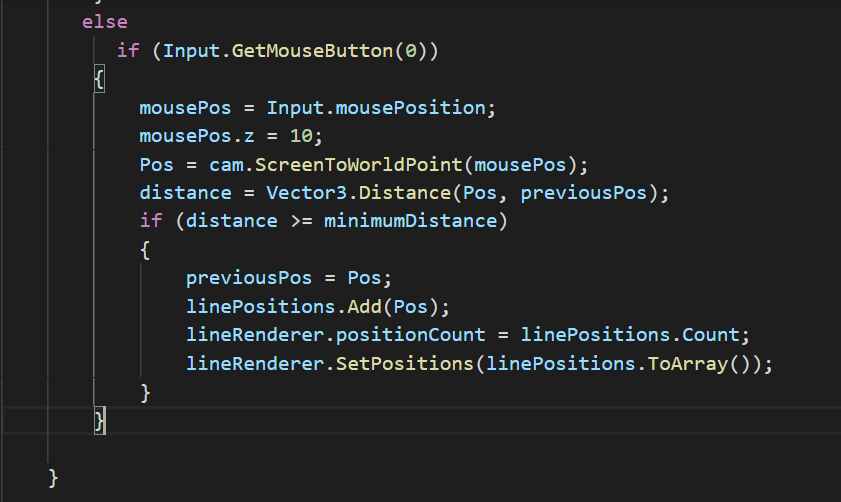 else
if (Input.GetMouseButton(0))
{
mousePos = Input.mousePosition;
mousePos.z = 10;
Pos = cam.ScreenToWorldPoint(mousePos);
distance = Vector3.Distance(Pos, previousPos);
if (distance >= minimumDistance)
{
previousPos = Pos;
linePositions.Add(Pos);
lineRenderer.positionCount = linePositions.Count;
lineRenderer.SetPositions(linePositions.ToArray());
}
}
}